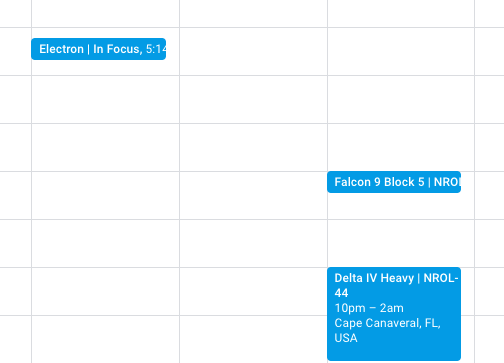 Electron | In Focus, 5:14
Falcon 9 Block 5 | NROL
Delta IV Heavy | NROL-
44
10pm – 2am
Cape Canaveral, FL,
USA